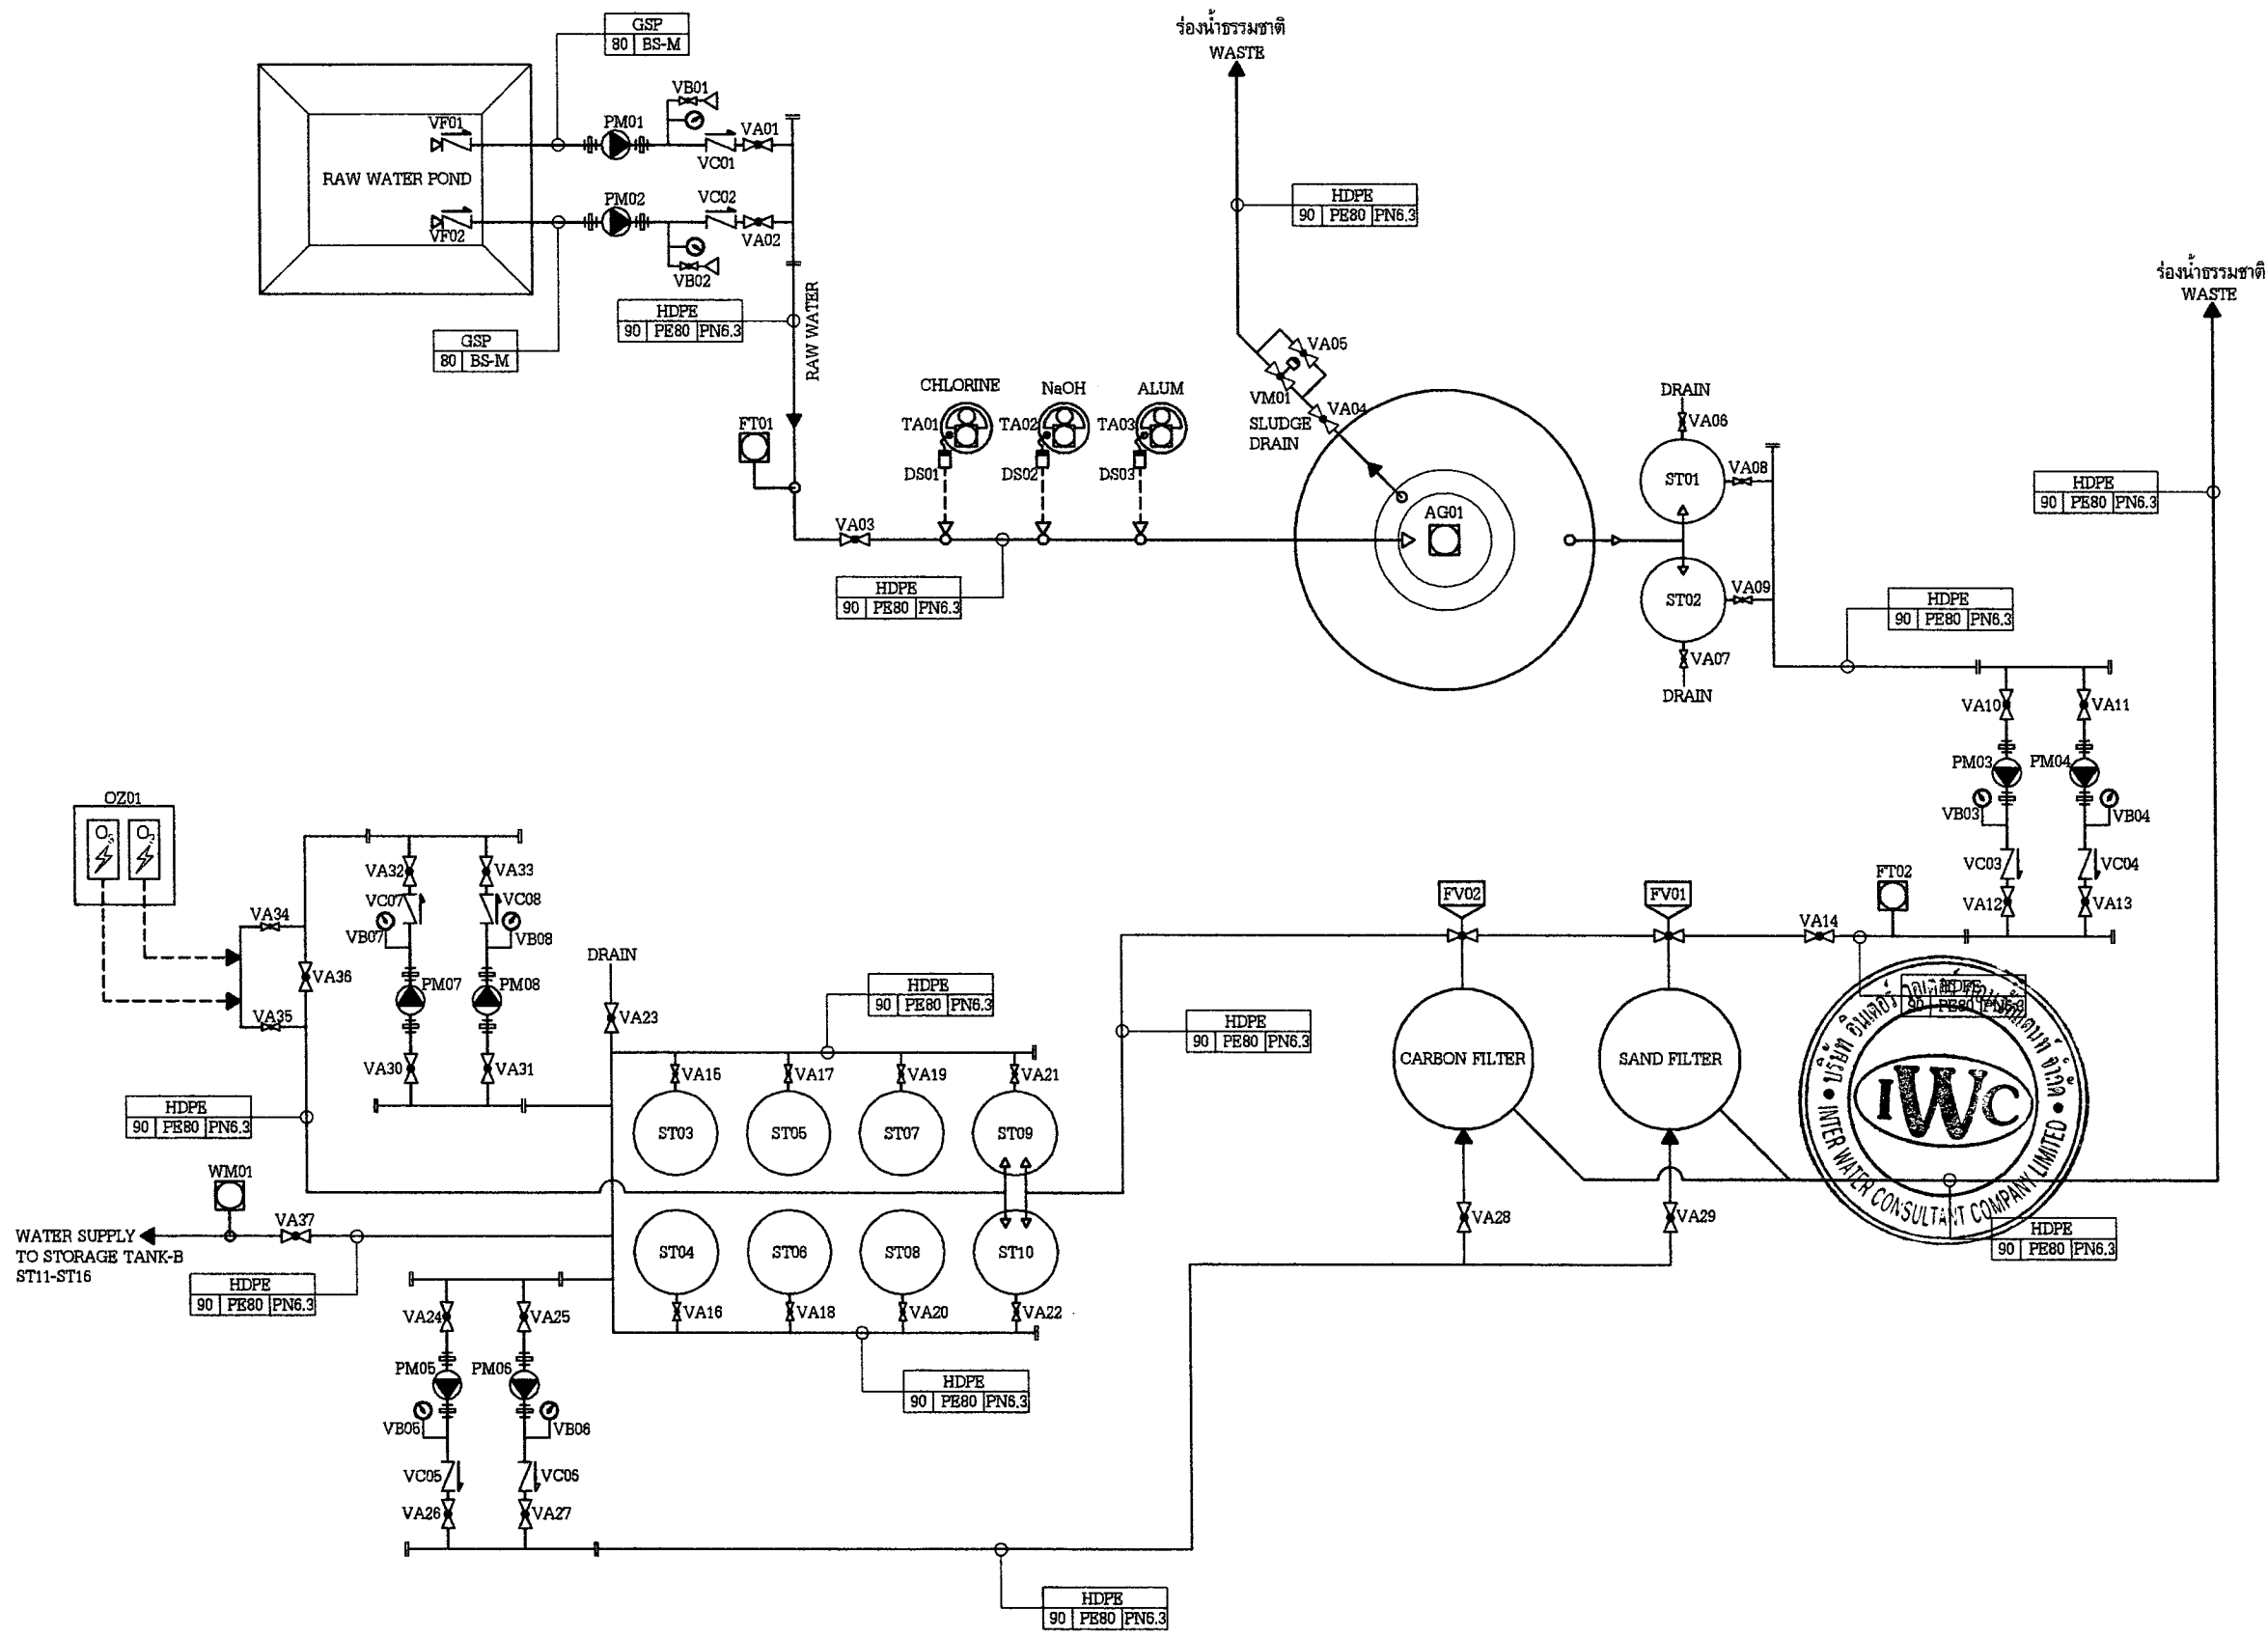 GSP
80 BS-M
VB01
VF01
PM01
VA01
VC01
RAW WATER POND
PM02
VC02
VF02
VA02
VB02
HDPE
90 PE80 PN6.3
GSP
80 BS-M
RAW WATER
ร่องน้ำธรรมชาติ
WASTE
HDPE
90 PE80 PN6.3
ร่องน้ำธรรมชาติ
WASTE
HDPE
90 PE80 PN6.3
FT01
CHLORINE
NaOH
ALUM
TA01
TA02
TA03
DS01
DS02
DS03
VA03
HDPE
90 PE80 PN6.3
VA05
VM01
VA04
SLUDGE
DRAIN
AG01
DRAIN
VA06
ST01
VA08
ST02
VA09
VA07
DRAIN
HDPE
90 PE80 PN6.3
VA10
VA11
PM03
PM04
VB03
VB04
VC03
VC04
VA12
VA13
FT02
VA14
FV02
FV01
HDPE
90 PE80 PN6.3
CARBON FILTER
SAND FILTER
VA28
VA29
HDPE
90 PE80 PN6.3
IWC
INTER WATER CONSULTANT COMPANY LIMITED
HDPE
90 PE80 PN6.3
OZ01
O3
O3
VA34
VA36
VA35
VA32
VA33
VC07
VC08
VB07
VB08
PM07
PM08
VA30
VA31
HDPE
90 PE80 PN6.3
DRAIN
VA23
HDPE
90 PE80 PN6.3
VA15
VA17
VA19
VA21
ST03
ST05
ST07
ST09
ST04
ST06
ST08
ST10
VA16
VA18
VA20
VA22
HDPE
90 PE80 PN6.3
WM01
VA37
WATER SUPPLY
TO STORAGE TANK-B
ST11-ST16
HDPE
90 PE80 PN6.3
VA24
VA25
PM05
PM06
VB05
VB06
VC05
VC06
VA26
VA27
HDPE
90 PE80 PN6.3